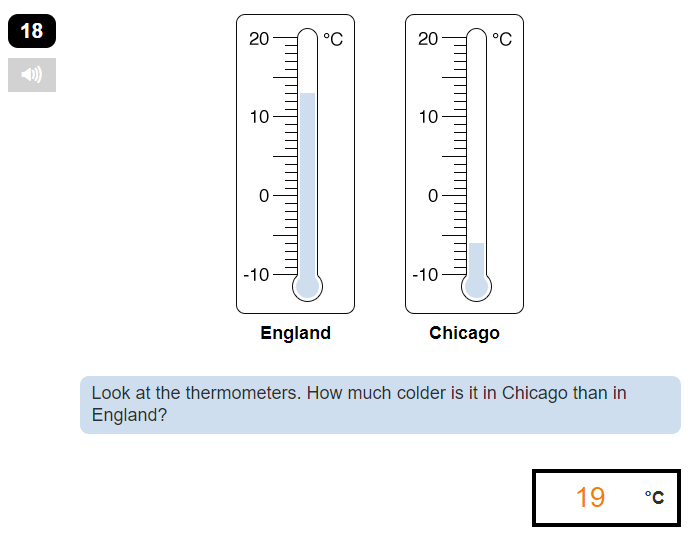 18
20 °C
10
0
-10
England
20 °C
10
0
-10
Chicago
Look at the thermometers. How much colder is it in Chicago than in
England?
19 °C